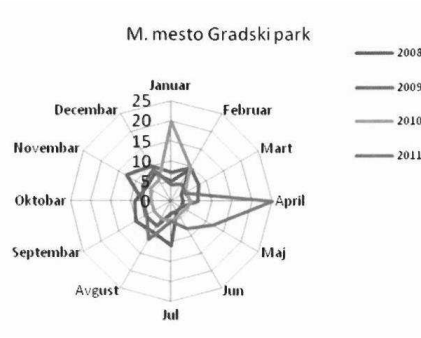 M. mesto Gradski park
2008
2009
2010
2011
Januar
Februar
Mart
April
Maj
Jun
Jul
Avgust
Septembar
Oktobar
Novembar
Decembar
25
20
15
10
5
0